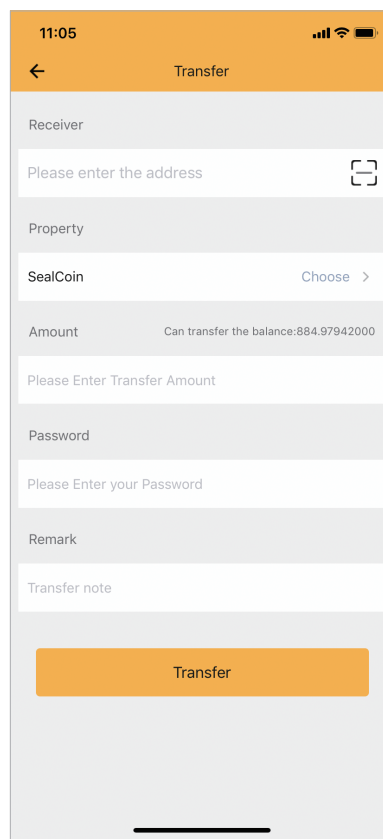 11:05
Transfer
Receiver
Please enter the address
Property
SealCoin Choose >
Amount Can transfer the balance:884.97942000
Please Enter Transfer Amount
Password
Please Enter your Password
Remark
Transfer note
Transfer